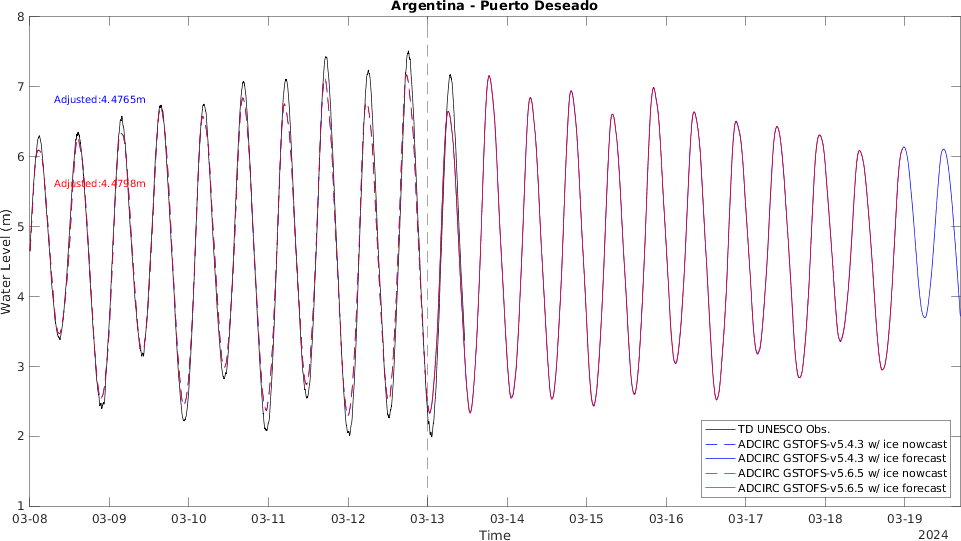 Argentina - Puerto Deseado
8
7
6
5
4
3
2
1
Water Level (m)
Adjusted:4.4765m
Adjusted:4.4798m
TD UNESCO Obs.
ADCIRC GSTOFS-v5.4.3 w/ ice nowcast
ADCIRC GSTOFS-v5.4.3 w/ ice forecast
ADCIRC GSTOFS-v5.6.5 w/ ice nowcast
ADCIRC GSTOFS-v5.6.5 w/ ice forecast
03-08 03-09 03-10 03-11 03-12 03-13 03-14 03-15 03-16 03-17 03-18 03-19
Time
2024